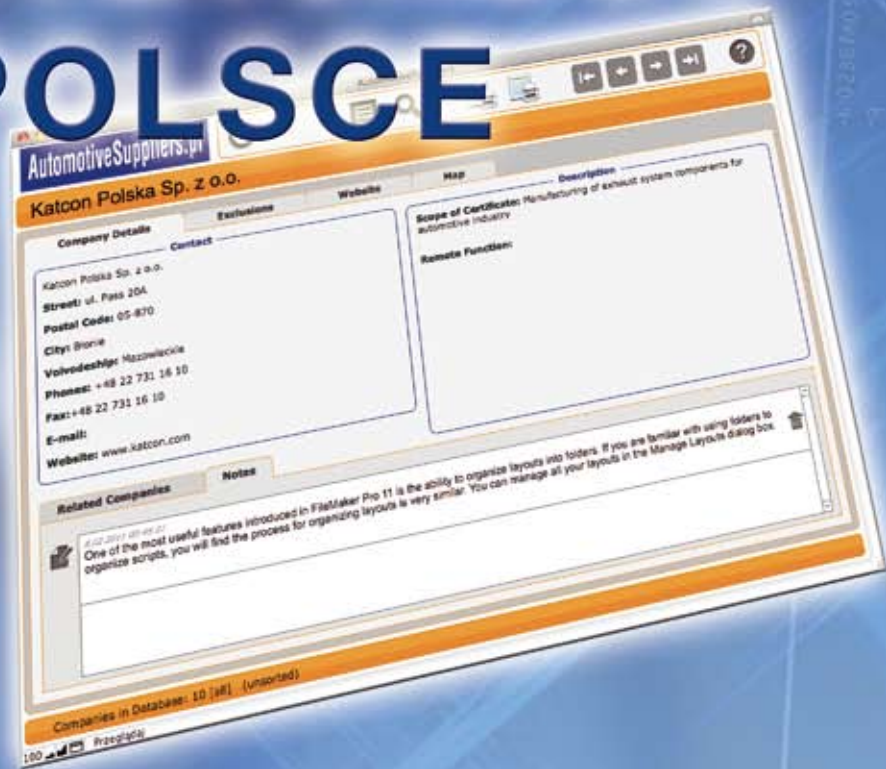 POLSCE
AutomotiveSuppliers.pl
Katcon Polska Sp. z o.o.
Company Details
Exclusions
Website
Map
Contact
Katcon Polska Sp. z o.o.
Street: ul. Pass 20A
Postal Code: 05-870
City: Bronie
Voivodeship: Mazowieckie
Phones: +48 22 731 16 10
Fax:+48 22 731 16 10
E-mail:
Website: www.katcon.com
Description
Scope of Certificate: Manufacturing of exhaust system components for
automotive industry
Remote Function:
Related Companies
Notes
One of the most useful features introduced in FileMaker Pro 11 is the ability to organize layouts into folders. If you are familiar with using folders to
organize scripts, you will find the process for organizing layouts is very similar. You can manage all your layouts in the Manage Layouts dialog box
Companies in Database: 10 [all] (unsorted)
100
Przeglądaj